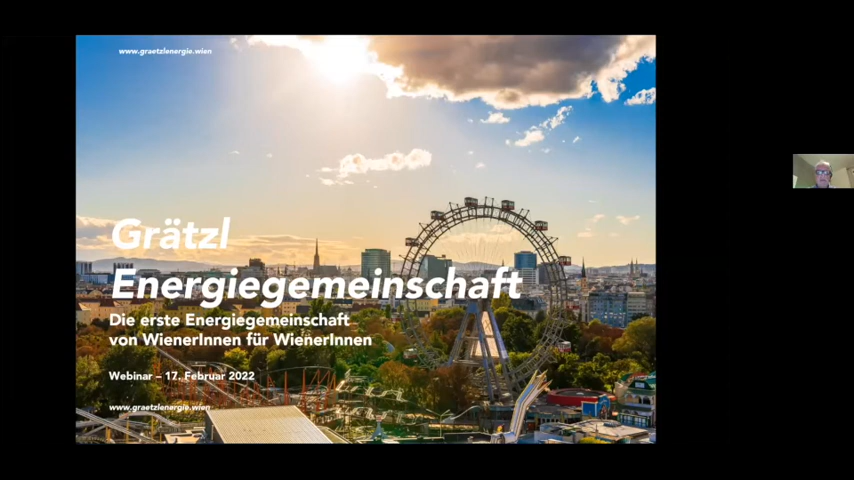 www.graetzlenergie.wien
Grätzl
Energiegemeinschaft
Die erste Energiegemeinschaft
von WienerInnen für WienerInnen
Webinar – 17. Februar 2022
www.graetzlenergie.wien